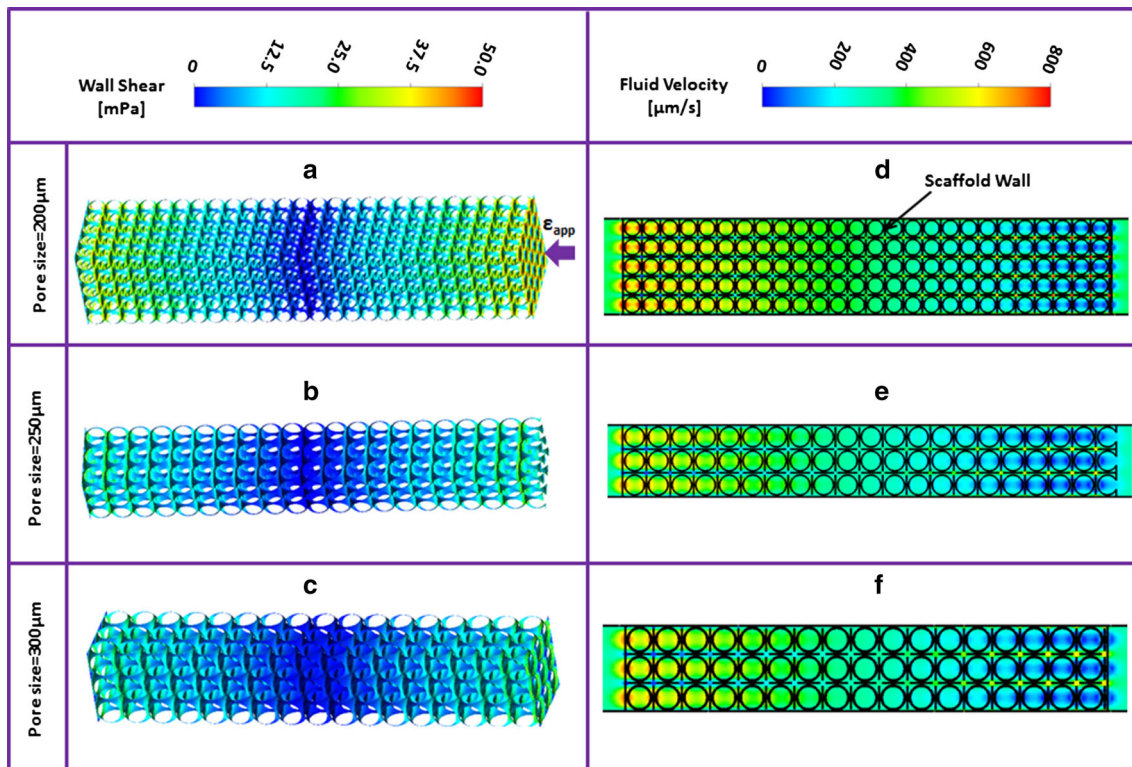 0 12.5 25.0 37.5 50.0
Wall Shear
[mPa]
0 200 400 600 800
Fluid Velocity
[µm/s]
Pore size=200µm
a
ε app
d
Scaffold Wall
Pore size=250µm
b
e
Pore size=300µm
c
f